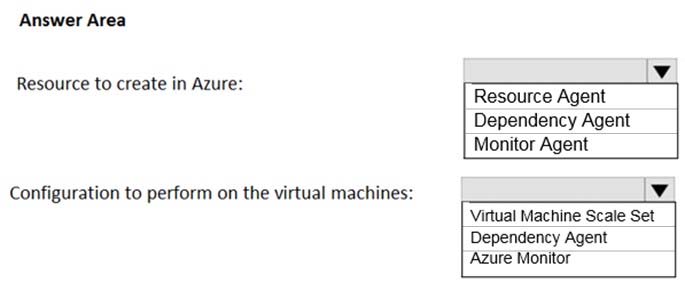 Answer Area
Resource to create in Azure:
Resource Agent
Dependency Agent
Monitor Agent
Configuration to perform on the virtual machines:
Virtual Machine Scale Set
Dependency Agent
Azure Monitor